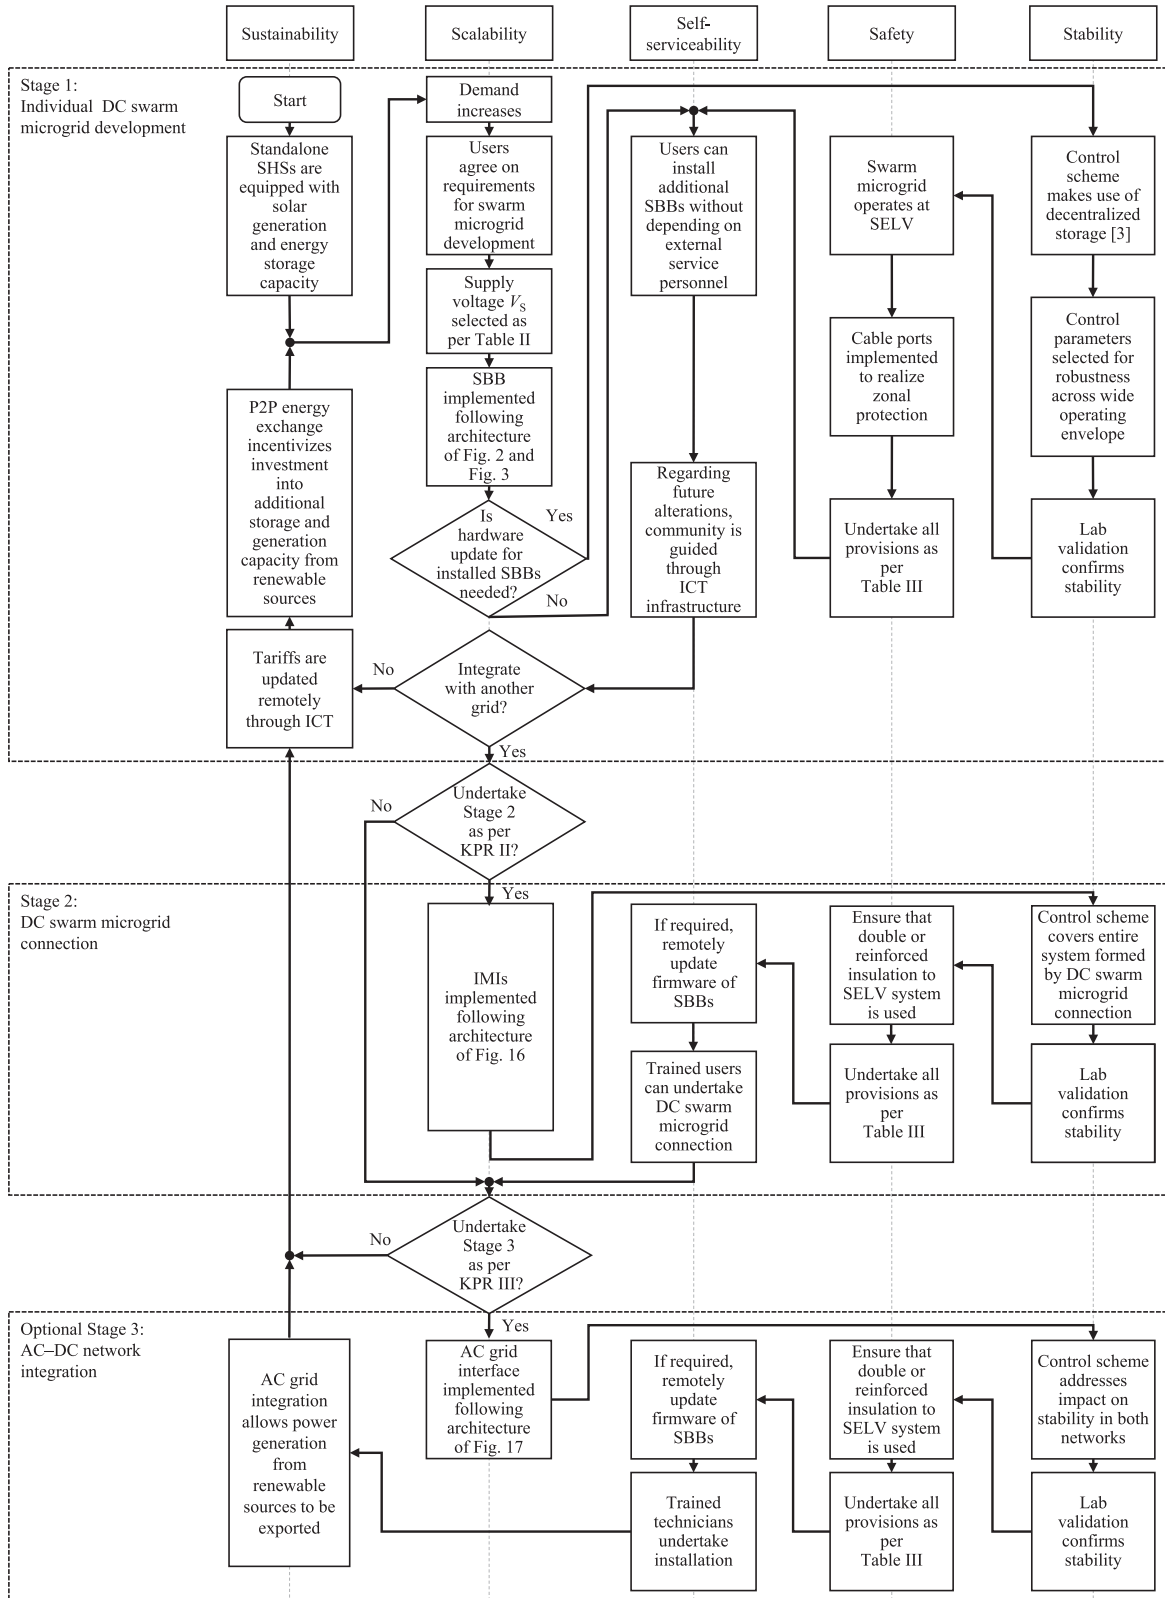 Sustainability
Scalability
Self-
serviceability
Safety
Stability
Stage 1:
Individual DC swarm
microgrid development
Start
Standalone
SHSs are
equipped with
solar
generation
and energy
storage
capacity
P2P energy
exchange
incentivizes
investment
into
additional
storage and
generation
capacity from
renewable
sources
Tariffs are
updated
remotely
through ICT
Demand
increases
Users
agree on
requirements
for swarm
microgrid
development
Supply
voltage VS
selected as
per Table II
SBB
implemented
following
architecture
of Fig. 2 and
Fig. 3
Is
hardware
update for
installed SBBs
needed?
Yes
No
Integrate
with another
grid?
No
Yes
Users can
install
additional
SBBs without
depending on
external
service
personnel
Regarding
future
alterations,
community is
guided
through
ICT
infrastructure
Swarm
microgrid
operates at
SELV
Cable ports
implemented
to realize
zonal
protection
Undertake all
provisions as
per
Table III
Control
scheme
makes use of
decentralized
storage [3]
Control
parameters
selected for
robustness
across wide
operating
envelope
Lab
validation
confirms
stability
Undertake
Stage 2
as per
KPR II?
No
Yes
Stage 2:
DC swarm microgrid
connection
IMIs
implemented
following
architecture
of Fig. 16
If required,
remotely
update
firmware of
SBBs
Trained users
can undertake
DC swarm
microgrid
connection
Ensure that
double or
reinforced
insulation to
SELV system
is used
Undertake all
provisions as
per
Table III
Control scheme
covers entire
system formed
by DC swarm
microgrid
connection
Lab
validation
confirms
stability
Undertake
Stage 3
as per
KPR III?
No
Yes
Optional Stage 3:
AC–DC network
integration
AC grid
integration
allows power
generation
from
renewable
sources to be
exported
AC grid
interface
implemented
following
architecture
of Fig. 17
If required,
remotely
update
firmware of
SBBs
Trained
technicians
undertake
installation
Ensure that
double or
reinforced
insulation to
SELV system
is used
Undertake all
provisions as
per
Table III
Control scheme
addresses
impact on
stability in both
networks
Lab
validation
confirms
stability